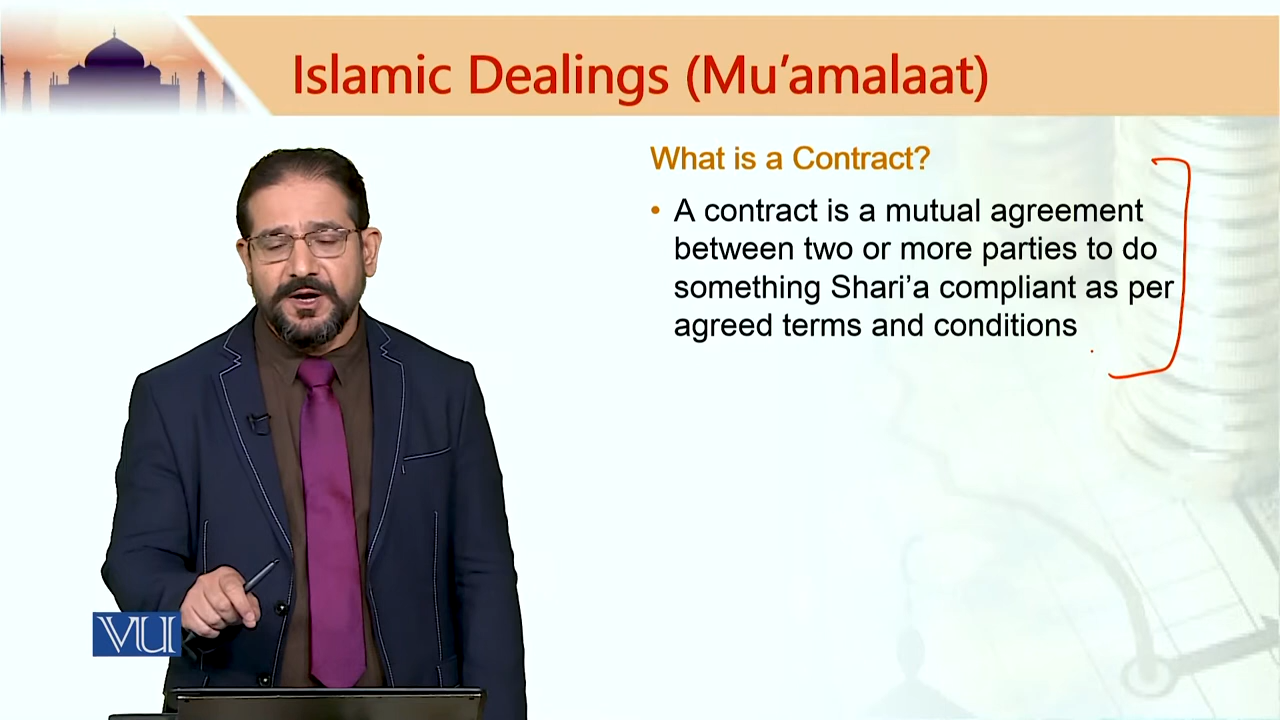 Islamic Dealings (Mu’amalaat)
What is a Contract?
• A contract is a mutual agreement
between two or more parties to do
something Shari’a compliant as per
agreed terms and conditions
VU